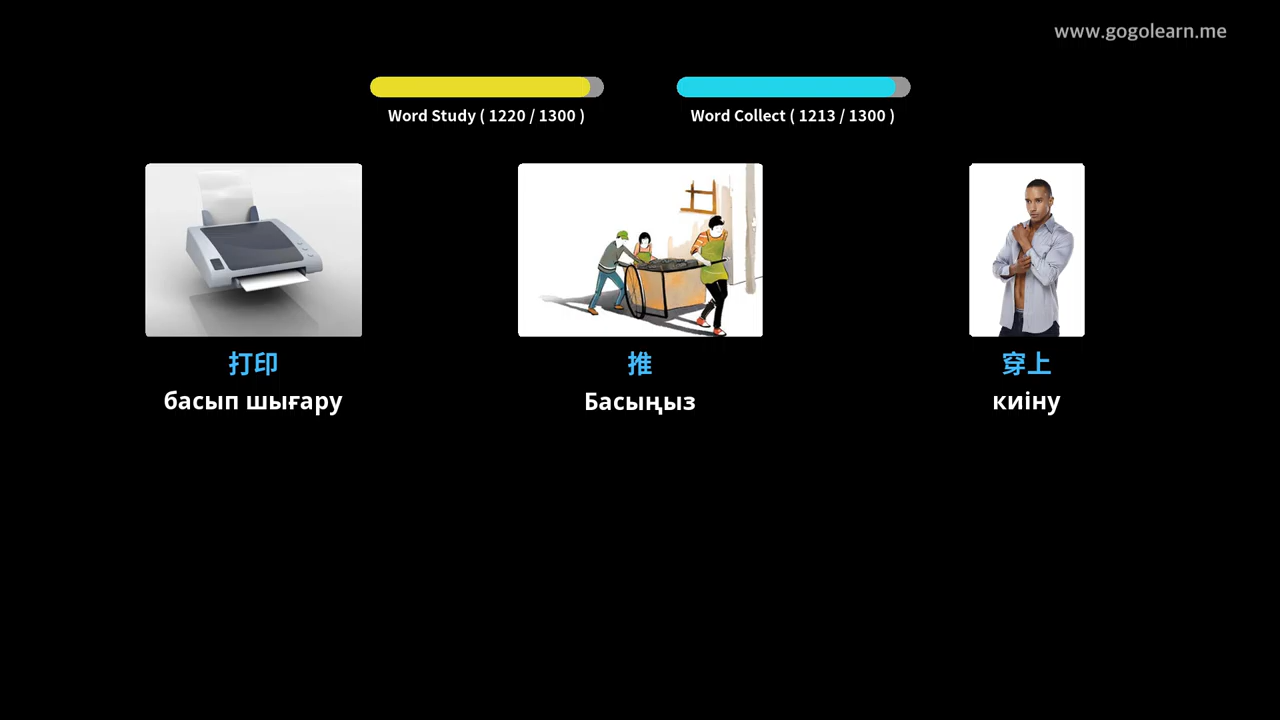 www.gogolearn.me
Word Study ( 1220 / 1300 )
Word Collect ( 1213 / 1300 )
打印
推
穿上
басып шығару
Басыңыз
киіну